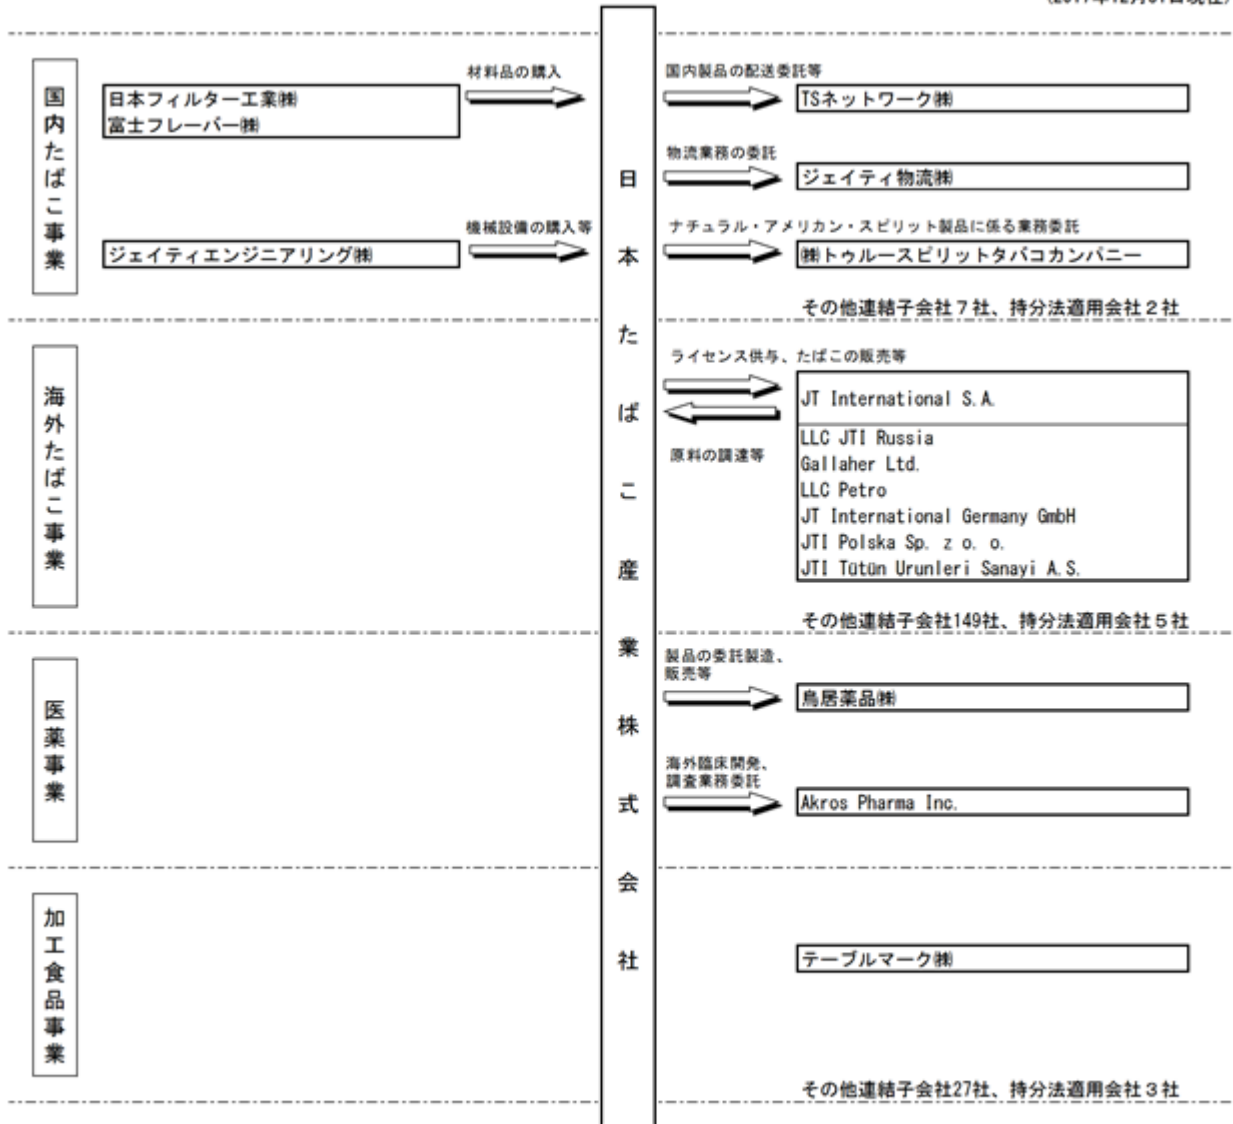 国内たばこ事業
材料品の購入
日本フィルター工業㈱
富士フレーバー㈱
機械設備の購入等
ジェイティエンジニアリング㈱
日本たばこ産業株式会社
国内製品の配送委託等
TSネットワーク㈱
物流業務の委託
ジェイティ物流㈱
ナチュラル・アメリカン・スピリット製品に係る業務委託
㈱トゥルースピリットタバコカンパニー
その他連結子会社７社、持分法適用会社２社
海外たばこ事業
ライセンス供与、たばこの販売等
JT International S.A.
原料の調達等
LLC JTI Russia
Gallaher Ltd.
LLC Petro
JT International Germany GmbH
JTI Polska Sp. z o. o.
JTI Tütün Urunleri Sanayi A.S.
その他連結子会社149社、持分法適用会社５社
医薬事業
製品の委託製造、
販売等
鳥居薬品㈱
海外臨床開発、
調査業務委託
Akros Pharma Inc.
加工食品事業
テーブルマーク㈱
その他連結子会社27社、持分法適用会社３社